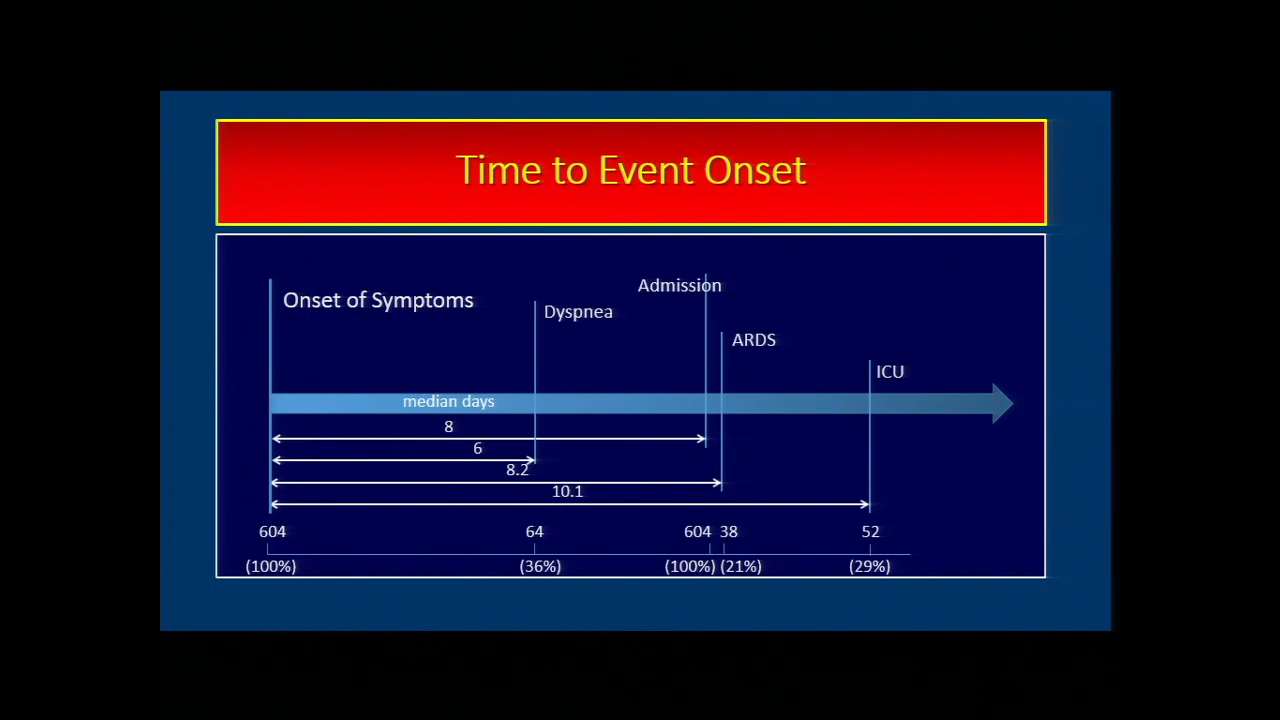 Time to Event Onset
Admission
Onset of Symptoms
Dyspnea
ARDS
ICU
median days
8
6
8.2
10.1
604 64 604 38 52
(100%) (36%) (100%) (21%) (29%)